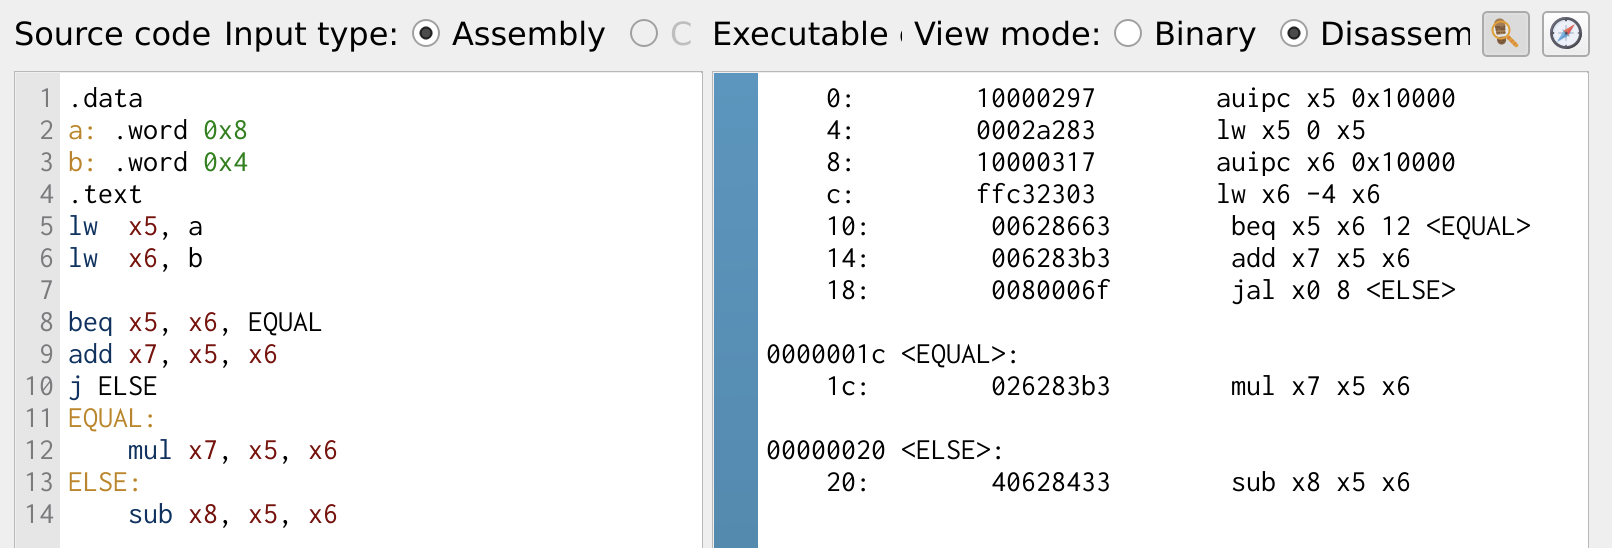 Source code Input type: Assembly C Executable View mode: Binary Disassem
1 .data
2 a: .word 0x8
3 b: .word 0x4
4 .text
5 lw  x5, a
6 lw  x6, b
7
8 beq x5, x6, EQUAL
9 add x7, x5, x6
10 j ELSE
11 EQUAL:
12     mul x7, x5, x6
13 ELSE:
14     sub x8, x5, x6
0:        10000297        auipc x5 0x10000
4:        0002a283        lw x5 0 x5
8:        10000317        auipc x6 0x10000
c:        ffc32303        lw x6 -4 x6
10:        00628663        beq x5 x6 12 <EQUAL>
14:        006283b3        add x7 x5 x6
18:        0080006f        jal x0 8 <ELSE>
0000001c <EQUAL>:
1c:        026283b3        mul x7 x5 x6
00000020 <ELSE>:
20:        40628433        sub x8 x5 x6